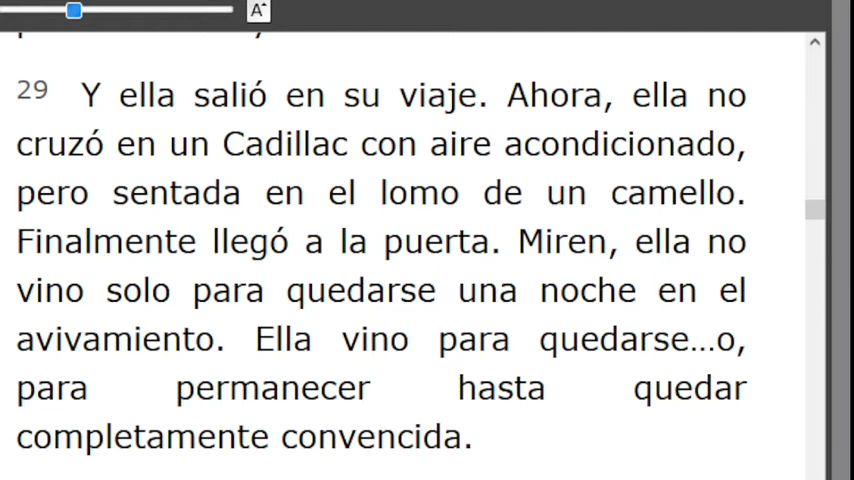 A
29 Y ella salió en su viaje. Ahora, ella no
cruzó en un Cadillac con aire acondicionado,
pero sentada en el lomo de un camello.
Finalmente llegó a la puerta. Miren, ella no
vino solo para quedarse una noche en el
avivamiento. Ella vino para quedarse...o,
para permanecer hasta quedar
completamente convencida.